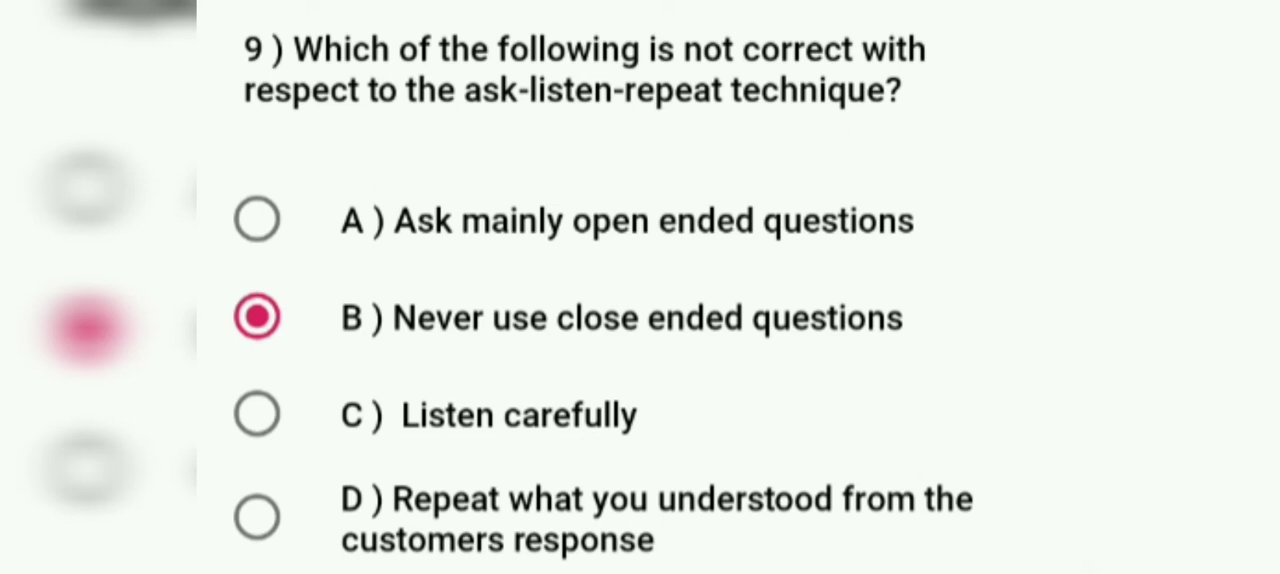 9 ) Which of the following is not correct with
respect to the ask-listen-repeat technique?
A ) Ask mainly open ended questions
B ) Never use close ended questions
C ) Listen carefully
D ) Repeat what you understood from the
customers response